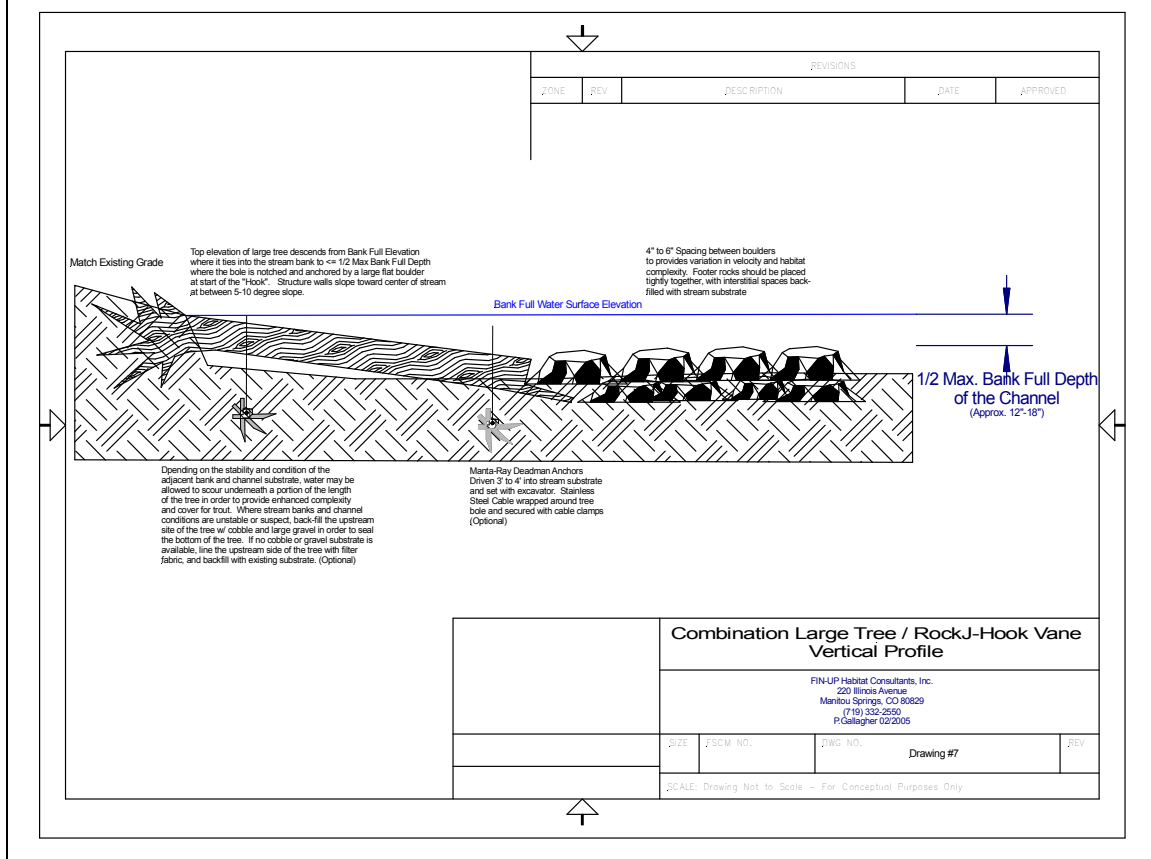 REVISIONS
ZONE REV DESCRIPTION DATE APPROVED
Match Existing Grade
Top elevation of large tree descends from Bank Full Elevation
where it ties into the stream bank to <= 1/2 Max Bank Full Depth
where the bole is notched and anchored by a large flat boulder
at start of the "Hook". Structure walls slope toward center of stream
at between 5-10 degree slope.
4" to 6" Spacing between boulders
to provides variation in velocity and habitat
complexity. Footer rocks should be placed
tightly together, with interstitial spaces back-
filled with stream substrate
Bank Full Water Surface Elevation
1/2 Max. Bank Full Depth
of the Channel
(Approx. 12"-18")
Dpending on the stability and condition of the
adjacent bank and channel substrate, water may be
allowed to scour underneath a portion of the length
of the tree in order to provide enhanced complexity
and cover for trout. Where stream banks and channel
conditions are unstable or suspect, back-fill the upstream
site of the tree w/ cobble and large gravel in order to seal
the bottom of the tree. If no cobble or gravel substrate is
available, line the upstream side of the tree with filter
fabric, and backfill with existing substrate. (Optional)
Manta-Ray Deadman Anchors
Driven 3' to 4' into stream substrate
and set with excavator. Stainless
Steel Cable wrapped around tree
bole and secured with cable clamps
(Optional)
Combination Large Tree / RockJ-Hook Vane
Vertical Profile
FIN-UP Habitat Consultants, Inc.
220 Illinois Avenue
Manitou Springs, CO 80829
(719) 332-2550
P.Gallagher 02/2005
SIZE FSCM NO. DWG NO. REV
Drawing #7
SCALE: Drawing Not to Scale - For Conceptual Purposes Only